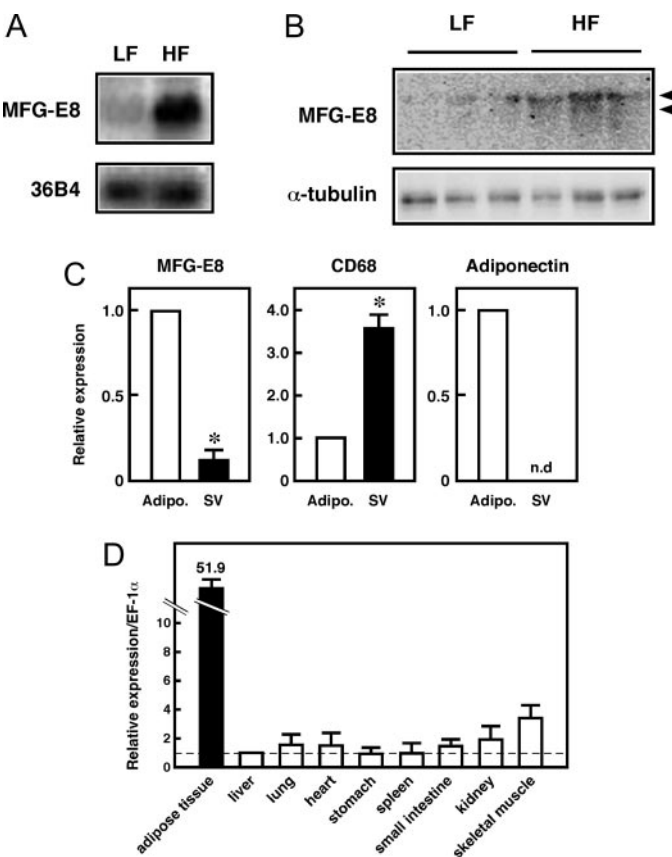 A
LF HF
MFG-E8
36B4
B
LF HF
MFG-E8
α-tubulin
C
MFG-E8
Relative expression
1.0
0.5
0
*
Adipo. SV
CD68
4.0
3.0
2.0
1.0
0
*
Adipo. SV
Adiponectin
1.0
0.5
0
n.d
Adipo. SV
D
Relative expression/EF-1α
51.9
10
8
6
4
2
0
adipose tissue
liver
lung
heart
stomach
spleen
small intestine
kidney
skeletal muscle